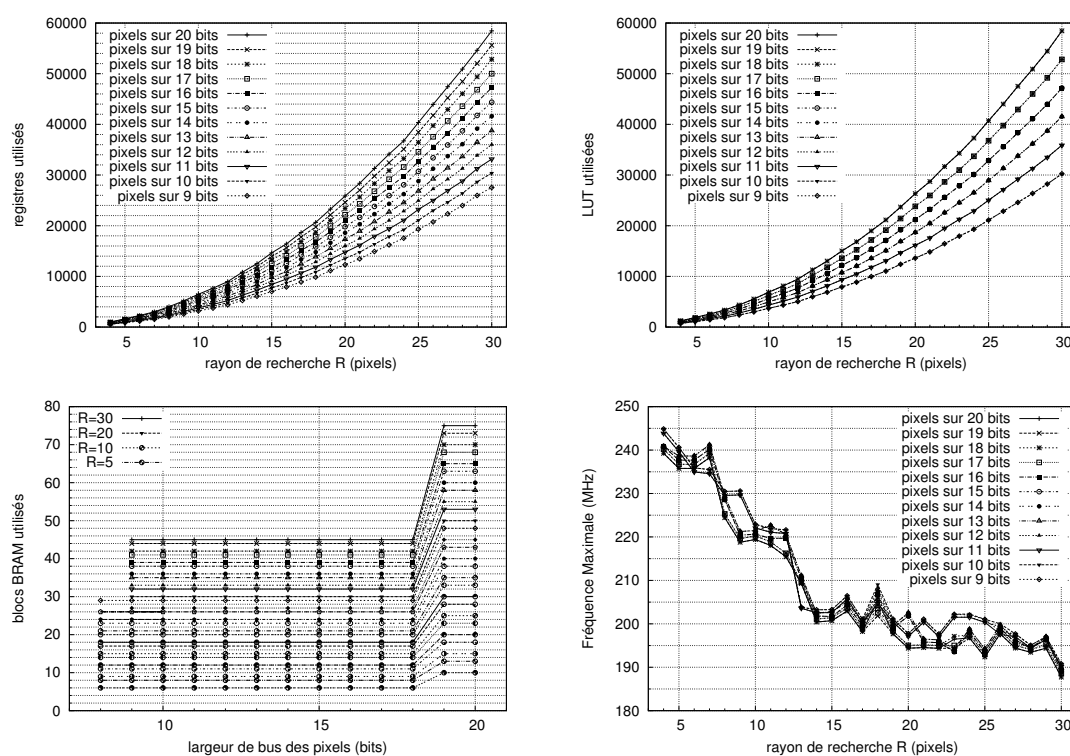 60000
50000
40000
30000
20000
10000
0
registres utilisés
pixels sur 20 bits
pixels sur 19 bits
pixels sur 18 bits
pixels sur 17 bits
pixels sur 16 bits
pixels sur 15 bits
pixels sur 14 bits
pixels sur 13 bits
pixels sur 12 bits
pixels sur 11 bits
pixels sur 10 bits
pixels sur 9 bits
5 10 15 20 25 30
rayon de recherche R (pixels)
60000
50000
40000
30000
20000
10000
0
LUT utilisées
pixels sur 20 bits
pixels sur 19 bits
pixels sur 18 bits
pixels sur 17 bits
pixels sur 16 bits
pixels sur 15 bits
pixels sur 14 bits
pixels sur 13 bits
pixels sur 12 bits
pixels sur 11 bits
pixels sur 10 bits
pixels sur 9 bits
5 10 15 20 25 30
rayon de recherche R (pixels)
80
70
60
50
40
30
20
10
0
blocs BRAM utilisés
R=30
R=20
R=10
R=5
10 15 20
largeur de bus des pixels (bits)
250
240
230
220
210
200
190
180
Fréquence Maximale (MHz)
pixels sur 20 bits
pixels sur 19 bits
pixels sur 18 bits
pixels sur 17 bits
pixels sur 16 bits
pixels sur 15 bits
pixels sur 14 bits
pixels sur 13 bits
pixels sur 12 bits
pixels sur 11 bits
pixels sur 10 bits
pixels sur 9 bits
5 10 15 20 25 30
rayon de recherche R (pixels)